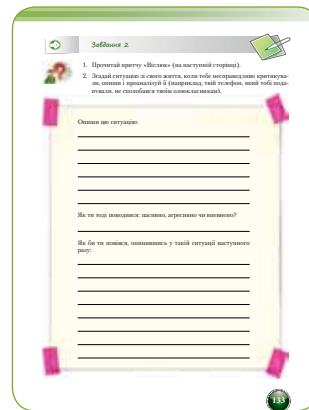 Завдання 2
1. Прочитай притчу «Віслюк» (на наступній сторінці).
2. Згадай ситуацію зі свого життя, коли тебе несправедливо критикува-
ли, опиши і проаналізуй її (наприклад, твій телефон, який тобі пода-
рували, не сподобався твоїм однокласникам).
Опиши цю ситуацію:
Як ти тоді поводився: пасивно, агресивно чи впевнено?
Як би ти повівся, опинившись у такій ситуації наступного
разу:
133